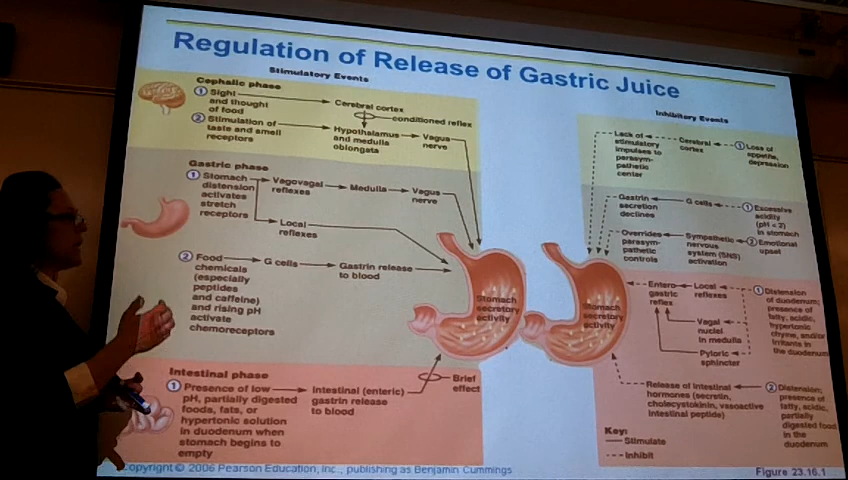 Regulation of Release of Gastric Juice
Stimulatory Events
Cephalic phase
1 Sight
and thought
of food
Cerebral cortex
conditioned reflex
2 Stimulation of
taste and smell
receptors
Hypothalamus
and medulla
oblongata
Vagus
nerve
Gastric phase
1 Stomach
distension
activates
stretch
receptors
Vagovagal
reflexes
Medulla
Vagus
nerve
Local
reflexes
2 Food
chemicals
(especially
peptides
and caffeine)
and rising pH
activate
chemoreceptors
G cells
Gastrin release
to blood
Stomach
secretory
activity
Intestinal phase
1 Presence of low
pH, partially digested
foods, fats, or
hypertonic solution
in duodenum when
stomach begins to
empty
Intestinal (enteric)
gastrin release
to blood
Brief
effect
Inhibitory Events
Lack of
stimulatory
impulses to
parasym-
pathetic
center
Cerebral
cortex
1 Loss of
appetite,
depression
Gastrin
secretion
declines
G cells
1 Excessive
acidity
(pH < 2)
in stomach
Overrides
parasym-
pathetic
controls
Sympathetic
nervous
system (SNS)
activation
2 Emotional
upset
Stomach
secretory
activity
Entero-
gastric
reflex
Local
reflexes
Vagal
nuclei
in medulla
Pyloric
sphincter
1 Distension
of duodenum;
presence of
fatty, acidic,
hypertonic
chyme, and/or
irritants in
the duodenum
Release of intestinal
hormones (secretin,
cholecystokinin, vasoactive
intestinal peptide)
2 Distension;
presence of
fatty, acidic,
partially
digested food
in the
duodenum
Key:
Stimulate
Inhibit
Copyright © 2006 Pearson Education, Inc., publishing as Benjamin Cummings
Figure 23.16.1